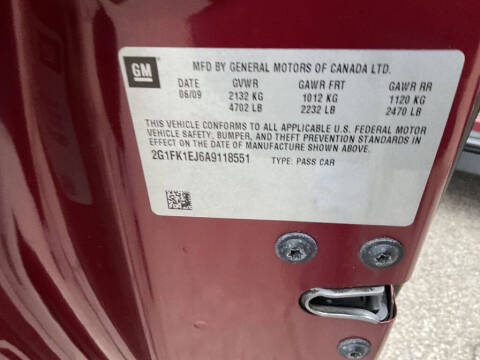 GM
MFD BY GENERAL MOTORS OF CANADA LTD.
DATE GVWR GAWR FRT GAWR RR
06/09 2132 KG 1012 KG 1120 KG
4702 LB 2232 LB 2470 LB
THIS VEHICLE CONFORMS TO ALL APPLICABLE U.S. FEDERAL MOTOR
VEHICLE SAFETY, BUMPER, AND THEFT PREVENTION STANDARDS IN
EFFECT ON THE DATE OF MANUFACTURE SHOWN ABOVE.
2G1FK1EJ6A9118551 TYPE: PASS CAR